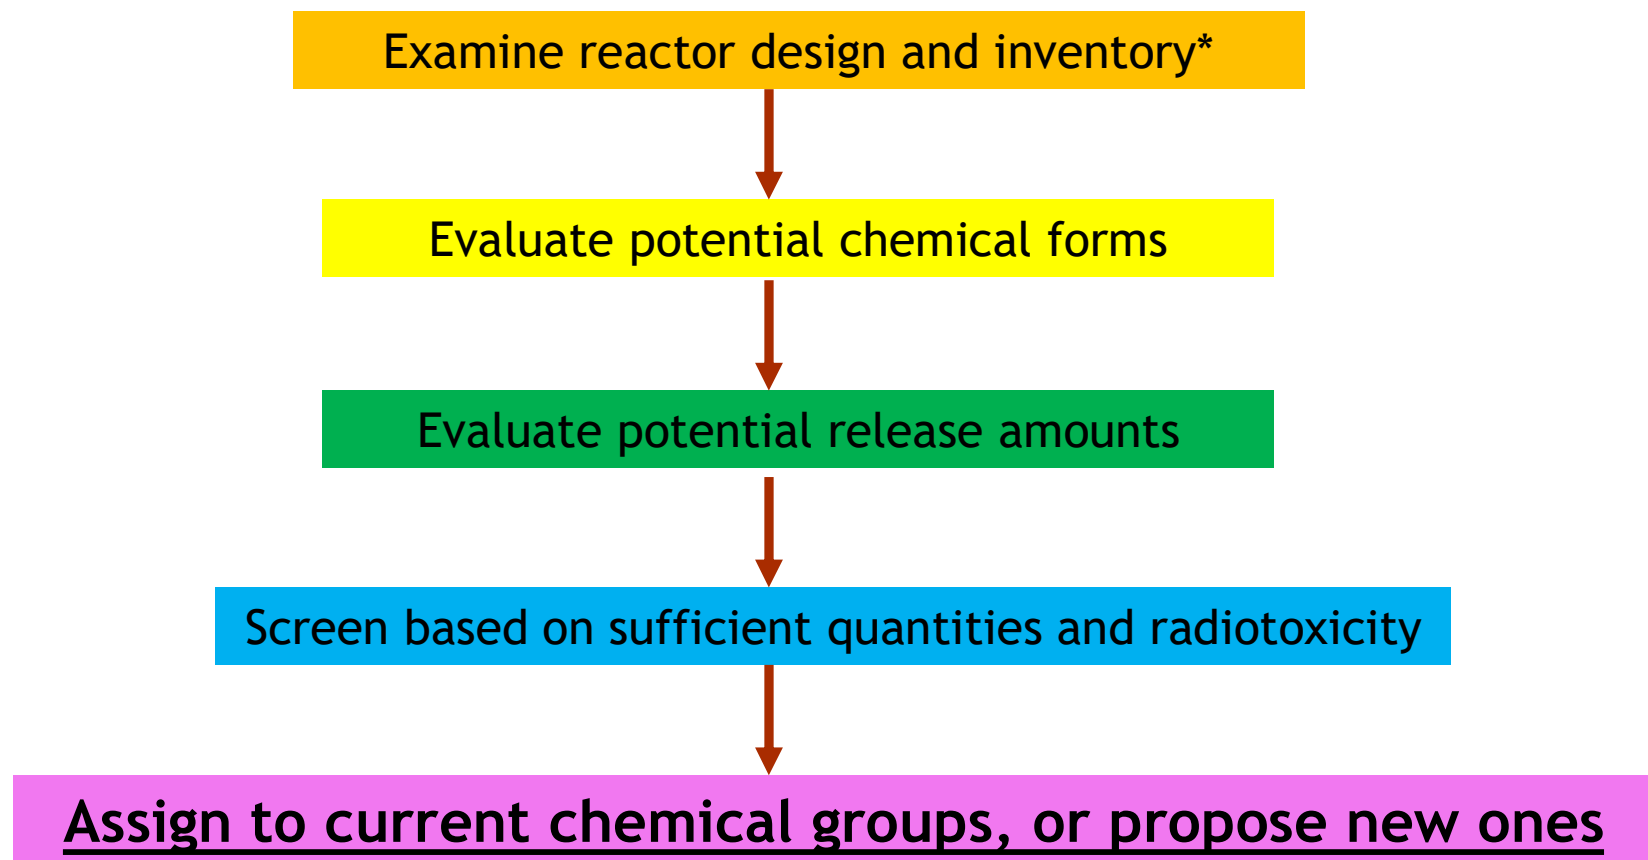 Examine reactor design and inventory*
Evaluate potential chemical forms
Evaluate potential release amounts
Screen based on sufficient quantities and radiotoxicity
Assign to current chemical groups, or propose new ones